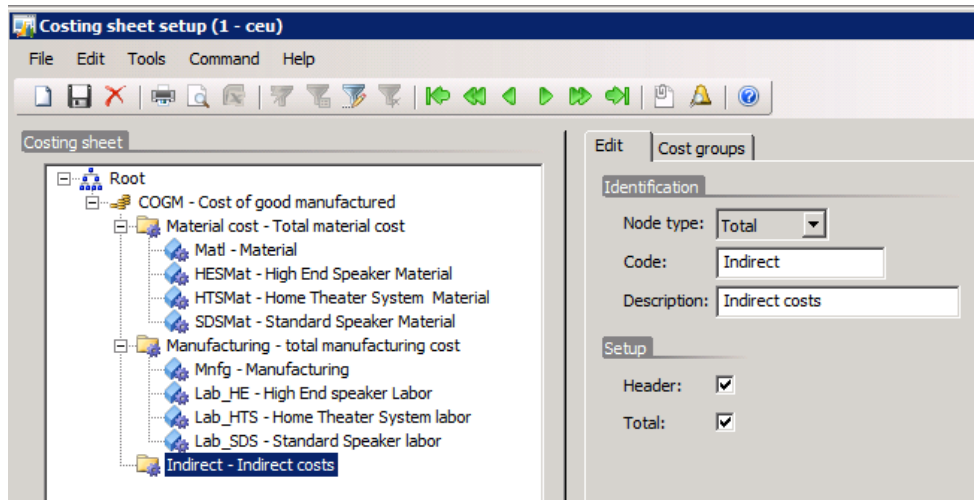 Costing sheet setup (1 - ceu)
File Edit Tools Command Help
Costing sheet
Root
COGM - Cost of good manufactured
Material cost - Total material cost
Matl - Material
HESMat - High End Speaker Material
HTSMat - Home Theater System Material
SDSMat - Standard Speaker Material
Manufacturing - total manufacturing cost
Mnfg - Manufacturing
Lab_HE - High End speaker Labor
Lab_HTS - Home Theater System labor
Lab_SDS - Standard Speaker labor
Indirect - Indirect costs
Edit Cost groups
Identification
Node type: Total
Code: Indirect
Description: Indirect costs
Setup
Header:
Total: